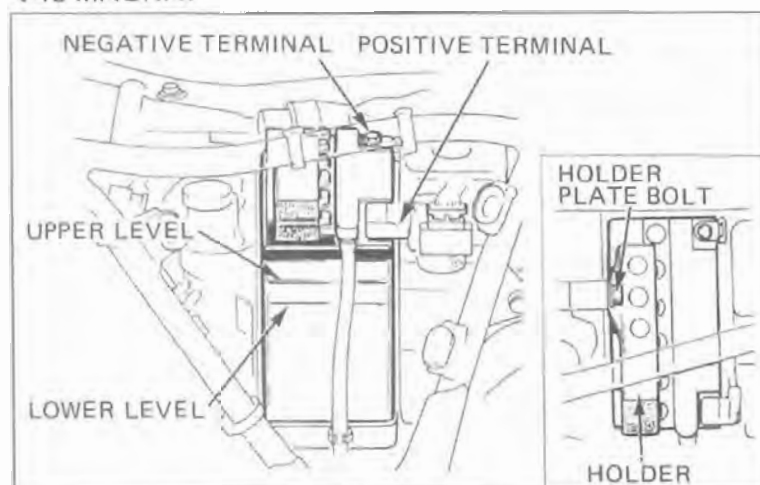 NEGATIVE TERMINAL
POSITIVE TERMINAL
UPPER LEVEL
LOWER LEVEL
HOLDER
PLATE BOLT
HOLDER